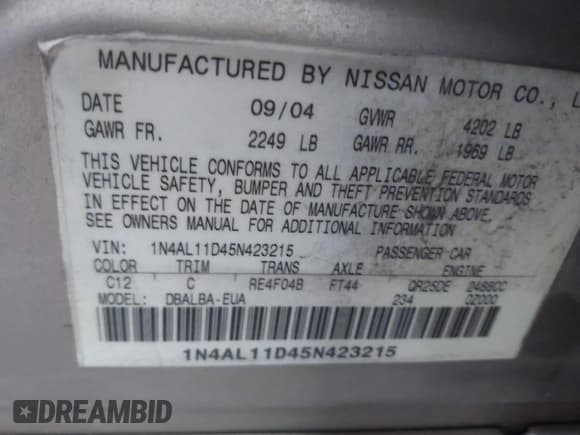 MANUFACTURED BY NISSAN MOTOR CO., L
DATE 09/04 GVWR 4202 LB
GAWR FR. 2249 LB GAWR RR. 1969 LB
THIS VEHICLE CONFORMS TO ALL APPLICABLE FEDERAL MOTOR
VEHICLE SAFETY, BUMPER AND THEFT PREVENTION STANDARDS
IN EFFECT ON THE DATE OF MANUFACTURE SHOWN ABOVE.
SEE OWNERS MANUAL FOR ADDITIONAL INFORMATION
VIN: 1N4AL11D45N423215 PASSENGER CAR
COLOR TRIM TRANS AXLE ENGINE
C12 C RE4F04B FT44 QR25DE 2488CC
MODEL: DBALBA-EUA 234 0Z000
1N4AL11D45N423215
DREAMBID